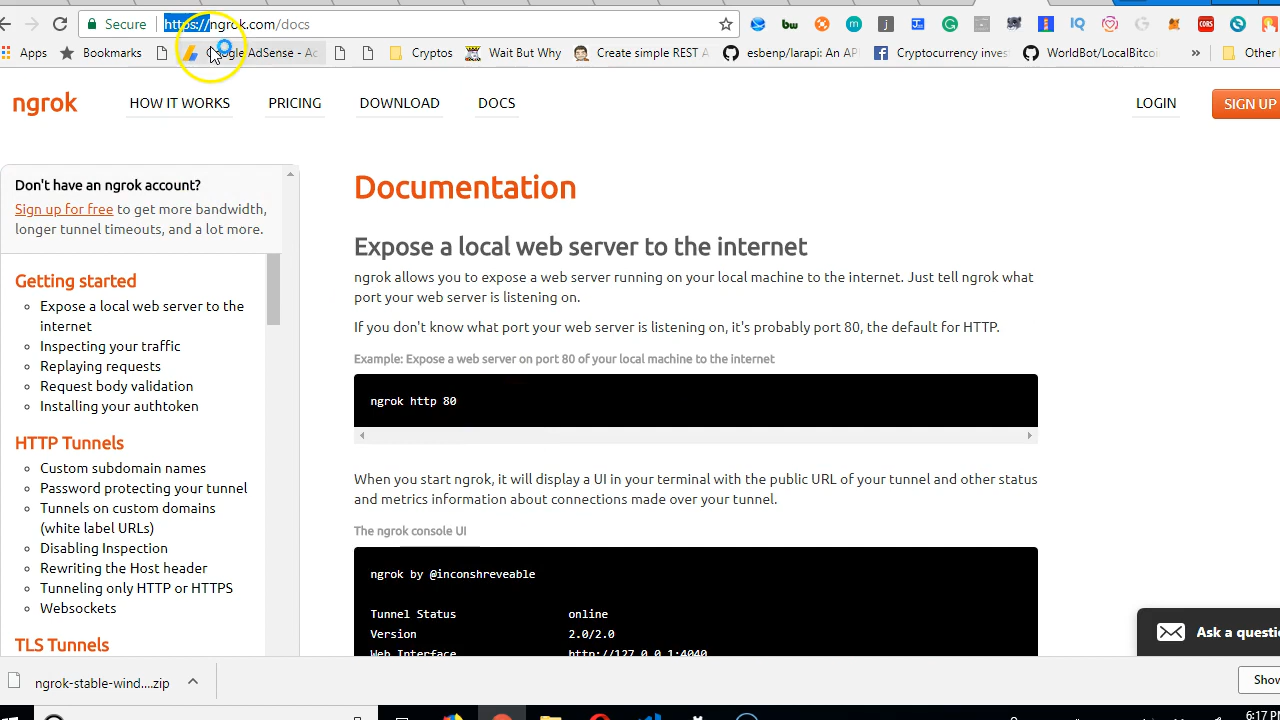 Secure
https://ngrok.com/docs
Apps
Bookmarks
Google AdSense - Ac
Cryptos
Wait But Why
Create simple REST A
esbenp/larapi: An AP
Cryptocurrency inves
WorldBot/LocalBitcoi
»
Other
ngrok
HOW IT WORKS
PRICING
DOWNLOAD
DOCS
LOGIN
SIGN UP
Don't have an ngrok account?
Sign up for free to get more bandwidth,
longer tunnel timeouts, and a lot more.
Getting started
Expose a local web server to the
internet
Inspecting your traffic
Replaying requests
Request body validation
Installing your authtoken
HTTP Tunnels
Custom subdomain names
Password protecting your tunnel
Tunnels on custom domains
(white label URLs)
Disabling Inspection
Rewriting the Host header
Tunneling only HTTP or HTTPS
Websockets
TLS Tunnels
Documentation
Expose a local web server to the internet
ngrok allows you to expose a web server running on your local machine to the internet. Just tell ngrok what
port your web server is listening on.
If you don't know what port your web server is listening on, it's probably port 80, the default for HTTP.
Example: Expose a web server on port 80 of your local machine to the internet
ngrok http 80
When you start ngrok, it will display a UI in your terminal with the public URL of your tunnel and other status
and metrics information about connections made over your tunnel.
The ngrok console UI
ngrok by @inconshreveable
Tunnel Status online
Version 2.0/2.0
Web Interface http://127.0.0.1:4040
Ask a questi
ngrok-stable-wind....zip
Show
6:17 P